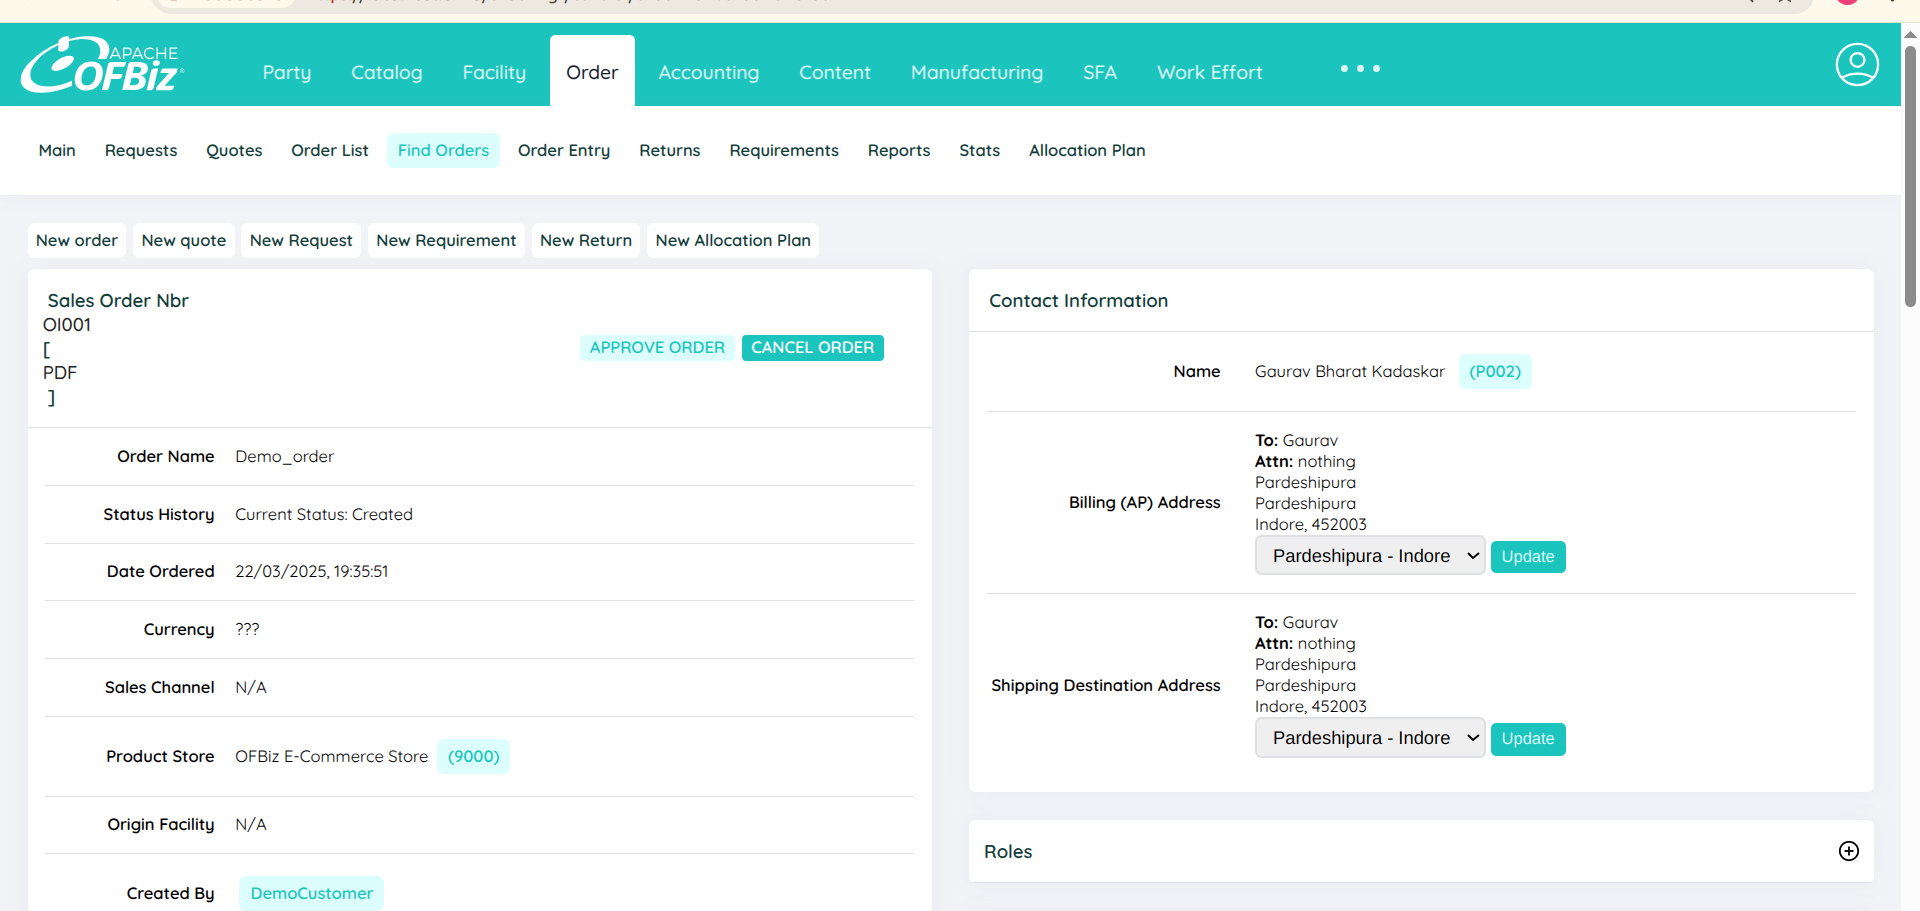 APACHE
OFBiz
Party Catalog Facility Order Accounting Content Manufacturing SFA Work Effort
Main Requests Quotes Order List Find Orders Order Entry Returns Requirements Reports Stats Allocation Plan
New order New quote New Request New Requirement New Return New Allocation Plan
Sales Order Nbr
OI001
[
PDF
]
APPROVE ORDER CANCEL ORDER
Order Name Demo_order
Status History Current Status: Created
Date Ordered 22/03/2025, 19:35:51
Currency ???
Sales Channel N/A
Product Store OFBiz E-Commerce Store (9000)
Origin Facility N/A
Created By DemoCustomer
Contact Information
Name Gaurav Bharat Kadaskar (P002)
Billing (AP) Address
To: Gaurav
Attn: nothing
Pardeshipura
Pardeshipura
Indore, 452003
Pardeshipura - Indore Update
Shipping Destination Address
To: Gaurav
Attn: nothing
Pardeshipura
Pardeshipura
Indore, 452003
Pardeshipura - Indore Update
Roles